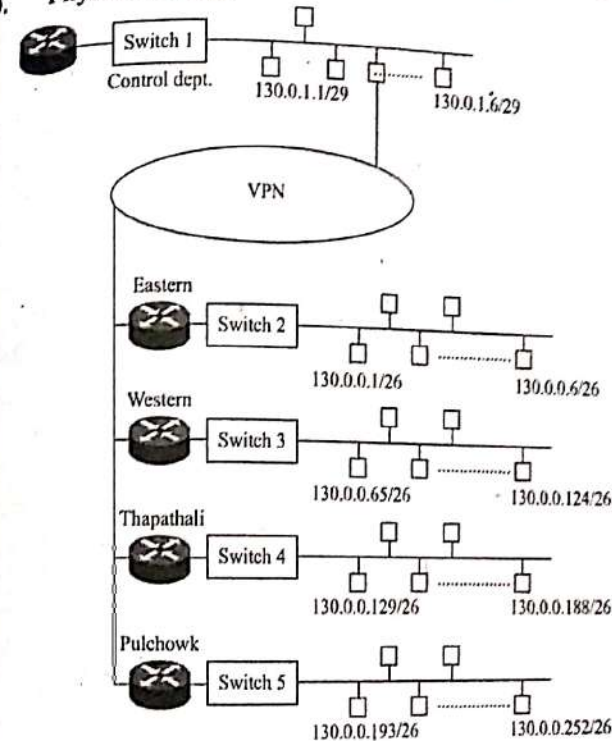 Switch 1
Control dept.
130.0.1.1/29
130.0.1.6/29
VPN
Eastern
Switch 2
130.0.0.1/26
130.0.0.6/26
Western
Switch 3
130.0.0.65/26
130.0.0.124/26
Thapathali
Switch 4
130.0.0.129/26
130.0.0.188/26
Pulchowk
Switch 5
130.0.0.193/26
130.0.0.252/26